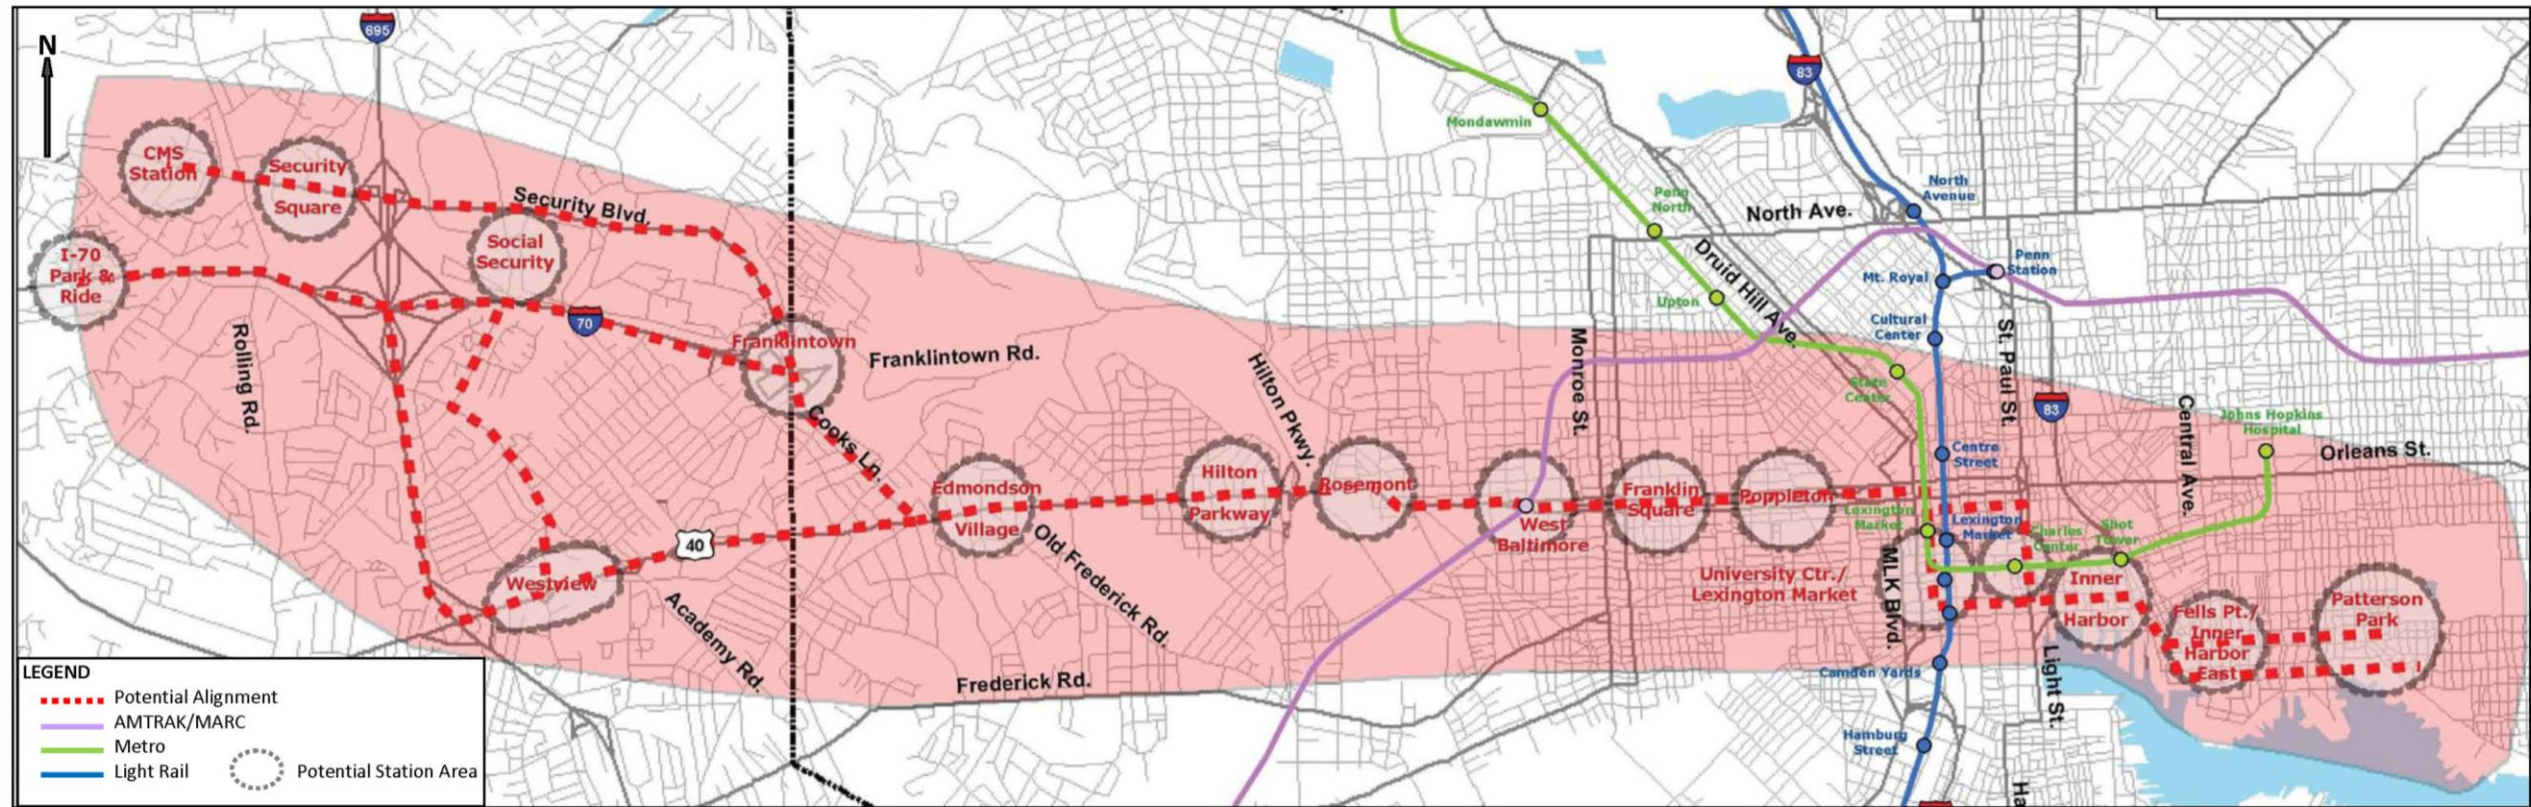 695
N
83
Mondawmin
CMS
Station
Security
Square
Security Blvd.
Social
Security
I-70
Park &
Ride
70
Rolling Rd.
Franklintown
Franklintown Rd.
Cooks Ln.
Hilton Pkwy.
Monroe St.
Penn
North
North Ave.
North
Avenue
Druid Hill Ave.
Upton
Mt. Royal
Penn
Station
Cultural
Center
St. Paul St.
State
Center
83
Central Ave.
Johns Hopkins
Hospital
Orleans St.
Centre
Street
Edmondson
Village
Hilton
Parkway
Rosemont
West
Baltimore
Franklin
Square
Poppleton
Lexington
Market
Lexington
Market
Charles
Center
Shot
Tower
40
Westview
Academy Rd.
Old Frederick Rd.
Frederick Rd.
University Ctr./
Lexington Market
MLK Blvd.
Inner
Harbor
Fells Pt./
Inner
Harbor
East
Patterson
Park
Camden Yards
Light St.
Hamburg
Street
Ha
LEGEND
Potential Alignment
AMTRAK/MARC
Metro
Light Rail
Potential Station Area